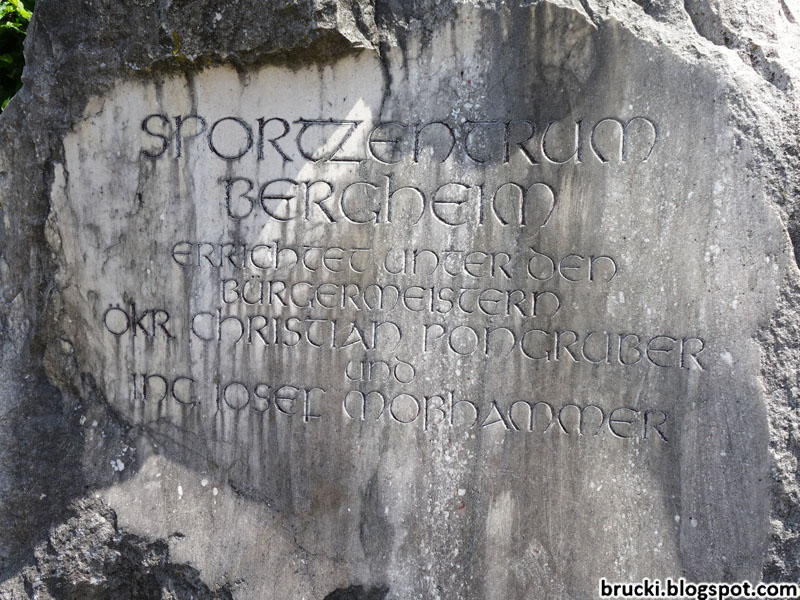 SPORTZENTRUM
BERGHEIM
ERRICHTET UNTER DEN
BÜRGERMEISTERN
ÖKR CHRISTIAN PONGRUBER
UND
ING JOSEF MOßHAMMER
brucki.blogspot.com